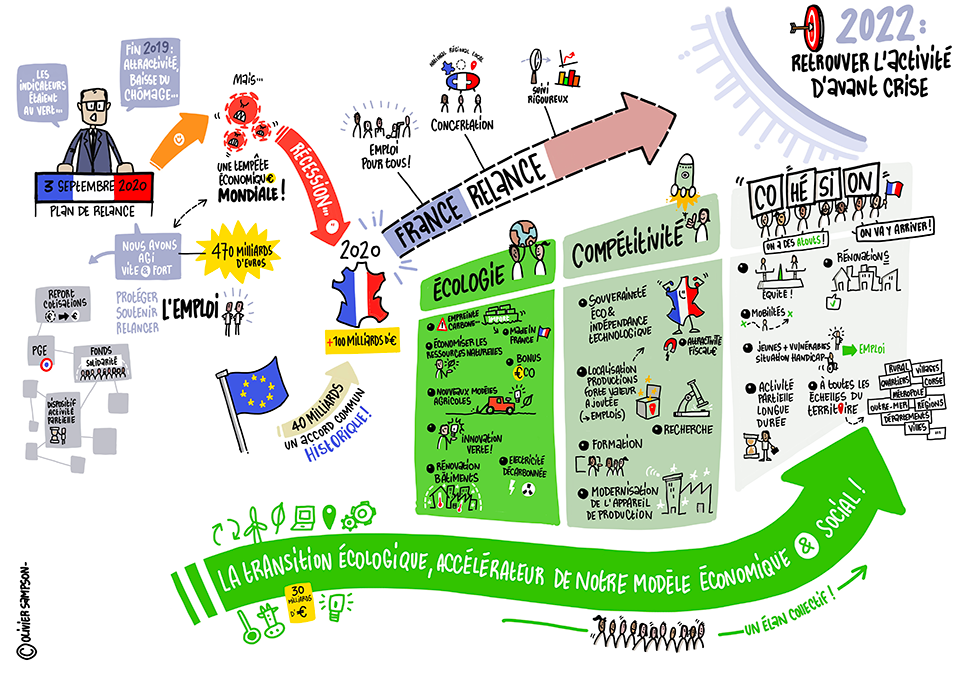 LES
INDICATEURS
ÉTAIENT
AU VERT...
FIN 2019 :
ATTRACTIVITÉ,
BAISSE DU
CHÔMAGE...
3 SEPTEMBRE 2020
PLAN DE RELANCE
MAIS...
UNE TEMPÊTE
ÉCONOMIQU€
MONDIALE !
RÉCESSION...
NOUS AVONS
AGI
VITE & FORT
470 MILLIARDS
D'EUROS
PROTÉGER
SOUTENIR
RELANCER
L'EMPLOI
REPORT
COTISATIONS
€ → €
PGE
FONDS
SOLIDARITÉ
DISPOSITIF
ACTIVITÉ
PARTIELLE
2020
+100 MILLIARDS D'€
40 MILLIARDS
UN ACCORD COMMUN
HISTORIQUE !
FRANCE RELANCE
EMPLOI
POUR TOUS !
NATIONAL RÉGIONAL LOCAL
CONCERTATION
SUIVI
RIGOUREUX
2022 :
RETROUVER L'ACTIVITÉ
D'AVANT CRISE
ÉCOLOGIE
EMPREINTE
CARBONE...
MADE IN
FRANCE !
ÉCONOMISER LES
RESSOURCES NATURELLES
BONUS
€CO
NOUVEAUX MODÈLES
AGRICOLES
INNOVATION
VERTE !
RÉNOVATION
BÂTIMENTS
ELECTRICITÉ
DÉCARBONNÉE
COMPÉTITIVITÉ
SOUVERAINETÉ
ÉCO &
INDÉPENDANCE
TECHNOLOGIQUE
ATTRACTIVITÉ
FISCAL€
LOCALISATION
PRODUCTIONS
FORTE VALEUR
AJOUTÉE
(→ EMPLOIS)
RECHERCHE
FORMATION
MODERNISATION
DE L'APPAREIL
DE PRODUCTION
COHÉSION
ON A DES ATOUTS !
ON VA Y ARRIVER !
ÉQUITÉ !
RÉNOVATIONS
MOBILITÉS
JEUNES + VULNÉRABLES
SITUATION HANDICAP
EMPLOI
ACTIVITÉ
PARTIELLE
LONGUE
DURÉE
À TOUTES LES
ÉCHELLES DU
TERRITOIRE
RURAL
VILLAGES
QUARTIERS
CORSE
MÉTROPOLE
OUTRE-MER
RÉGIONS
DÉPARTEMENTS
VILLES
...
LA TRANSITION ÉCOLOGIQUE, ACCÉLÉRATEUR DE NOTRE MODÈLE ÉCONOMIQUE & SOCIAL !
30
MILLIARDS
D'€
UN ÉLAN COLLECTIF !
© OLIVIER SAMPSON-